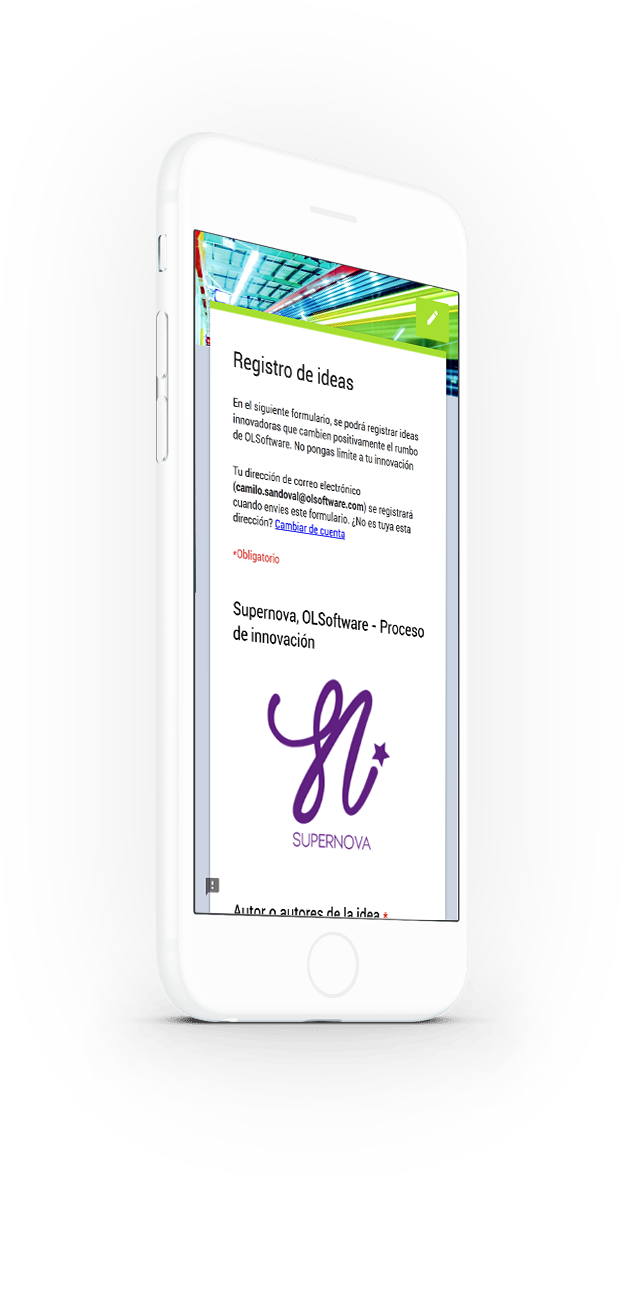 Registro de ideas
En el siguiente formulario, se podrá registrar ideas
innovadoras que cambien positivamente el rumbo
de OLSoftware. No pongas limite a tu innovación
Tu dirección de correo electrónico
(camilo.sandoval@olsoftware.com) se registrará
cuando envies este formulario. ¿No es tuya esta
dirección? Cambiar de cuenta
*Obligatorio
Supernova, OLSoftware - Proceso
de innovación
SUPERNOVA
Autor o autores de la idea *